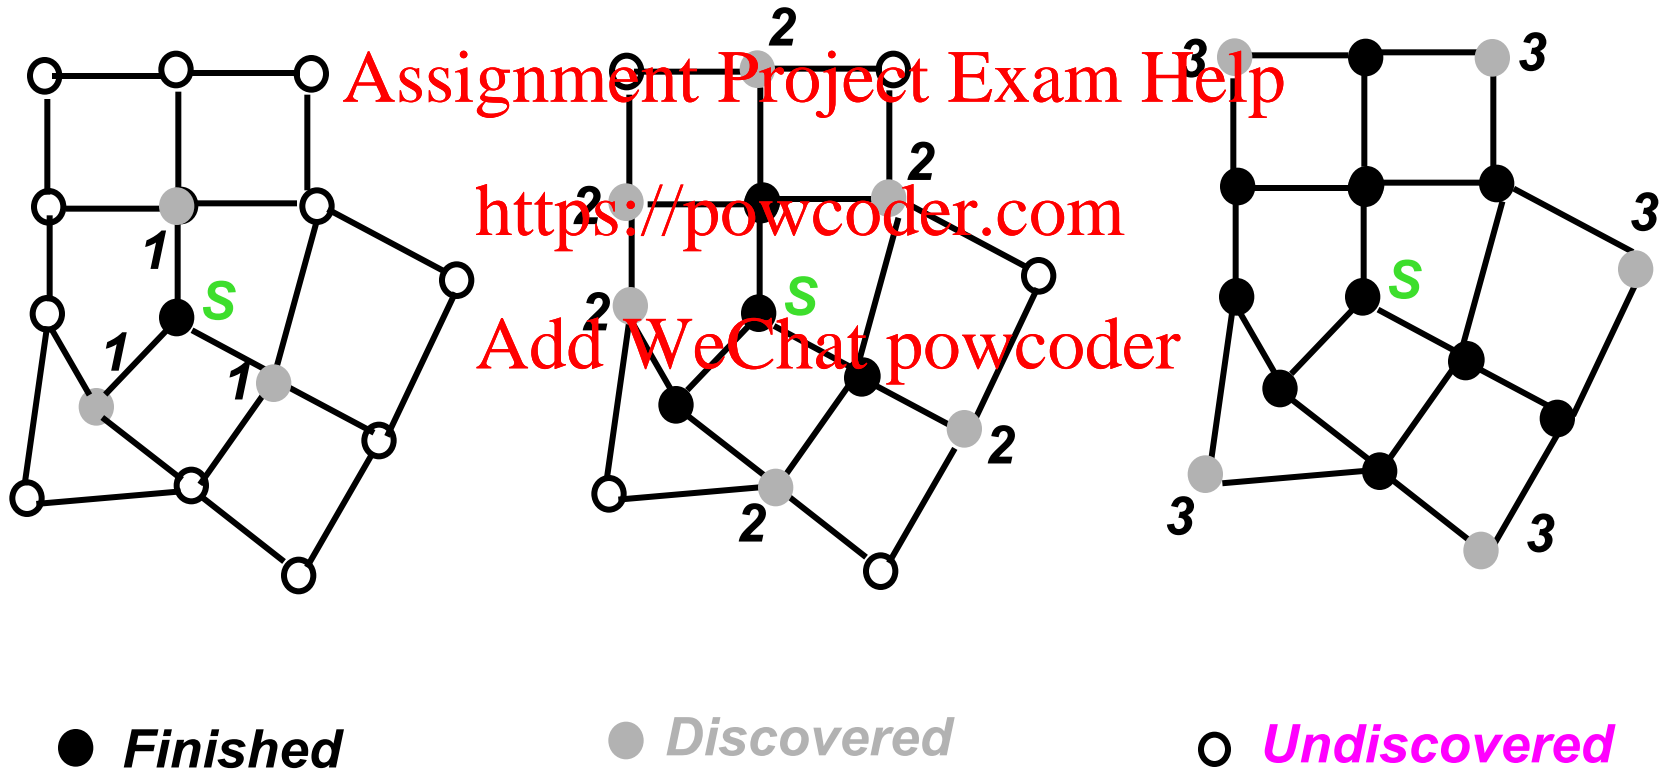 2
3
Assignment Project Exam Help
3
2
2
https://powcoder.com
3
1
S
2
S
S
1
1
Add WeChat powcoder
2
2
3
3
Finished
Discovered
Undiscovered